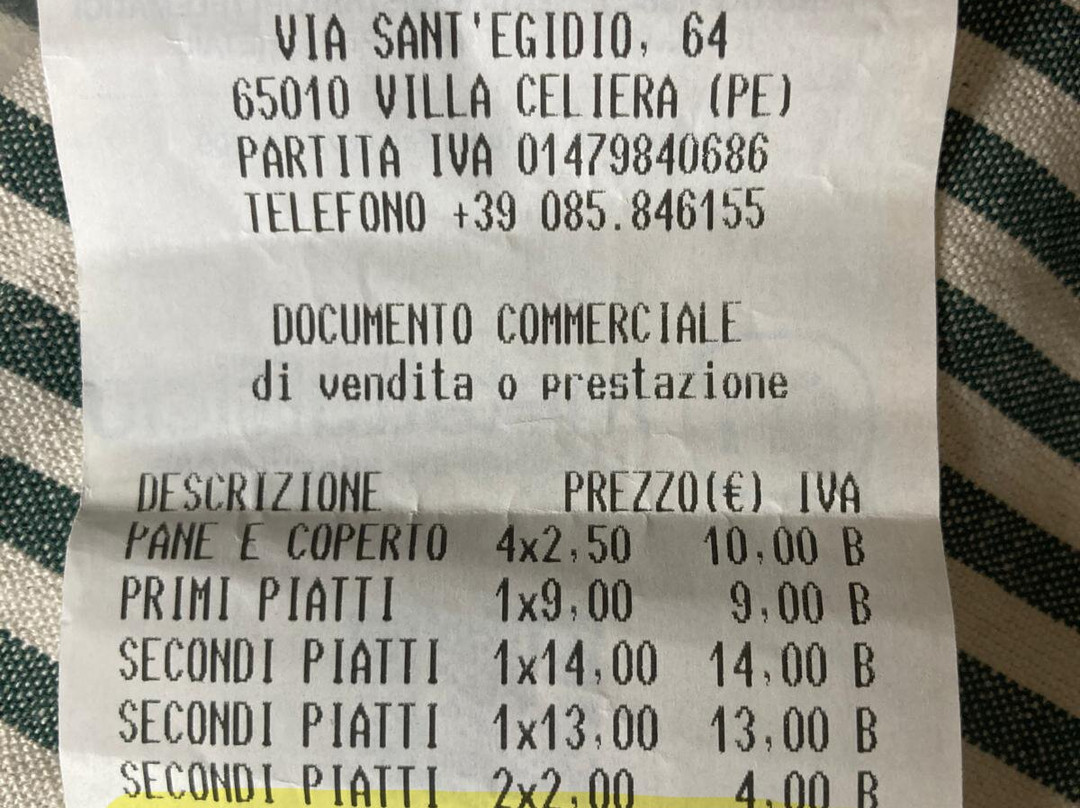 VIA SANT'EGIDIO, 64
65010 VILLA CELIERA (PE)
PARTITA IVA 01479840686
TELEFONO +39 085.846155
DOCUMENTO COMMERCIALE
di vendita o prestazione
DESCRIZIONE PREZZO(€) IVA
PANE E COPERTO 4x2,50 10,00 B
PRIMI PIATTI 1x9,00 9,00 B
SECONDI PIATTI 1x14,00 14,00 B
SECONDI PIATTI 1x13,00 13,00 B
SECONDI PIATTI 2x2,00 4,00 B